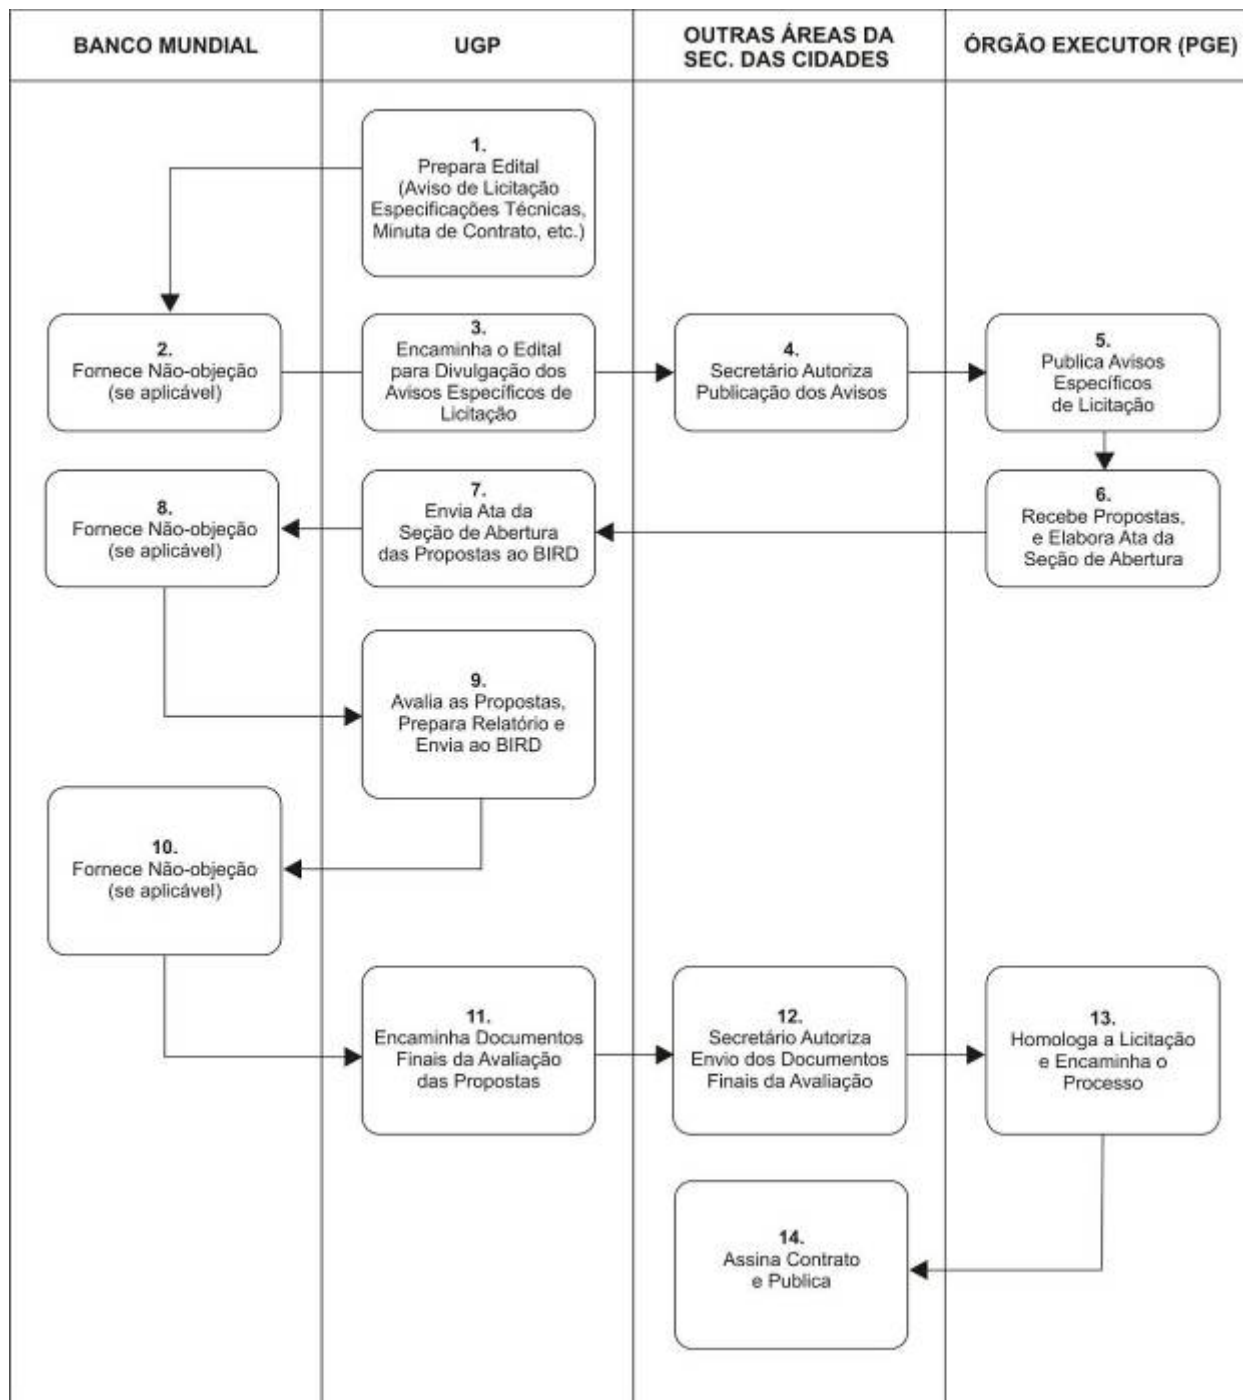 BANCO MUNDIAL
UGP
OUTRAS ÁREAS DA
SEC. DAS CIDADES
ÓRGÃO EXECUTOR (PGE)
1.
Prepara Edital
(Aviso de Licitação
Especificações Técnicas,
Minuta de Contrato, etc.)
2.
Fornece Não-objeção
(se aplicável)
3.
Encaminha o Edital
para Divulgação dos
Avisos Específicos de
Licitação
4.
Secretário Autoriza
Publicação dos Avisos
5.
Publica Avisos
Específicos
de Licitação
6.
Recebe Propostas,
e Elabora Ata da
Seção de Abertura
7.
Envia Ata da
Seção de Abertura
das Propostas ao BIRD
8.
Fornece Não-objeção
(se aplicável)
9.
Avalia as Propostas,
Prepara Relatório e
Envia ao BIRD
10.
Fornece Não-objeção
(se aplicável)
11.
Encaminha Documentos
Finais da Avaliação
das Propostas
12.
Secretário Autoriza
Envio dos Documentos
Finais da Avaliação
13.
Homologa a Licitação
e Encaminha o
Processo
14.
Assina Contrato
e Publica